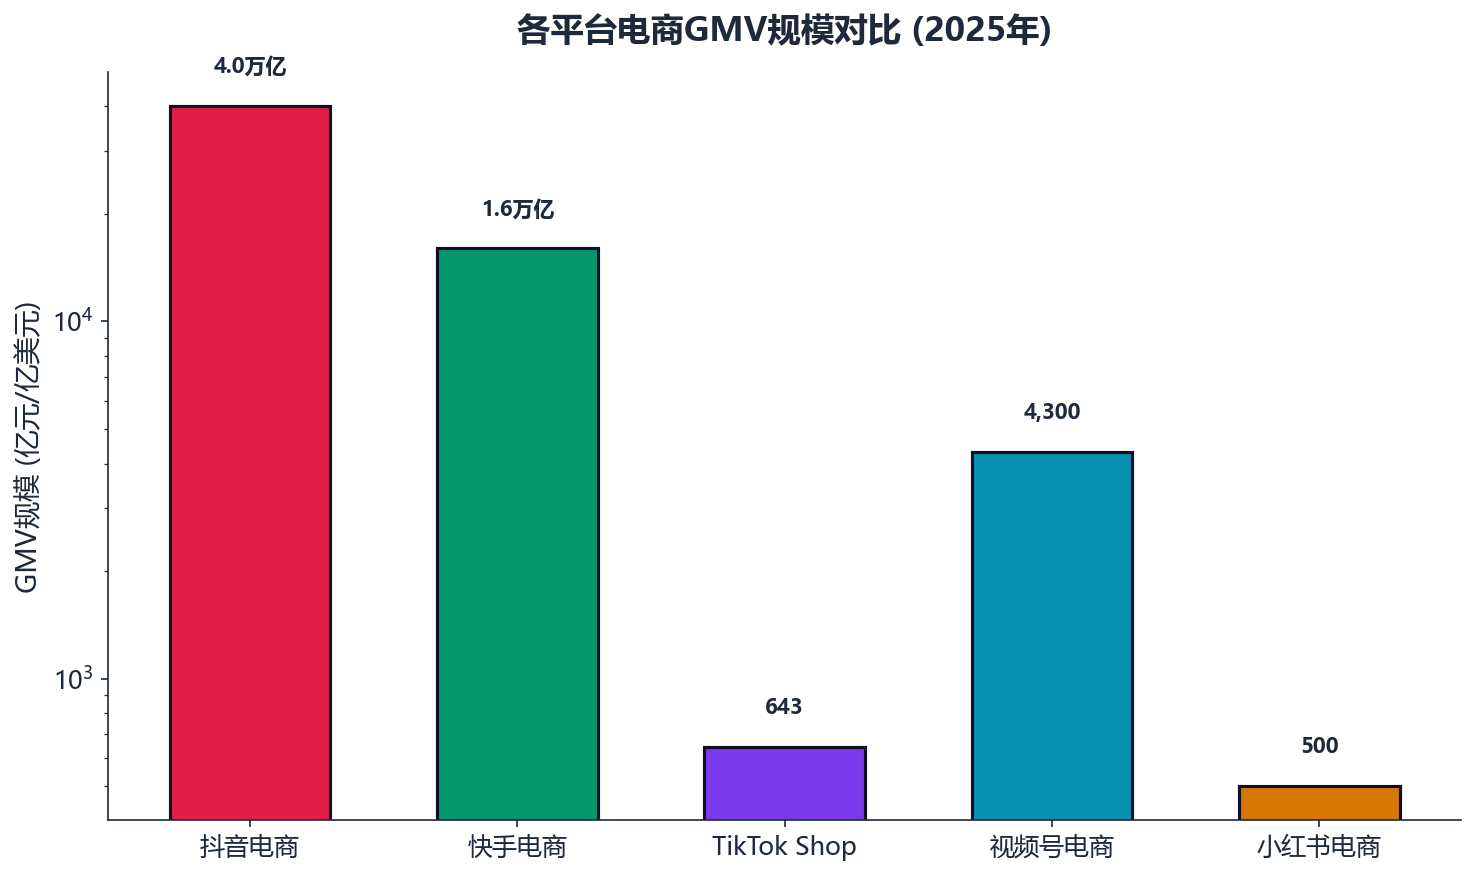 各平台电商GMV规模对比 (2025年)
4.0万亿
1.6万亿
10⁴
GMV规模 (亿元/亿美元)
4,300
10³
643
500
抖音电商
快手电商
TikTok Shop
视频号电商
小红书电商